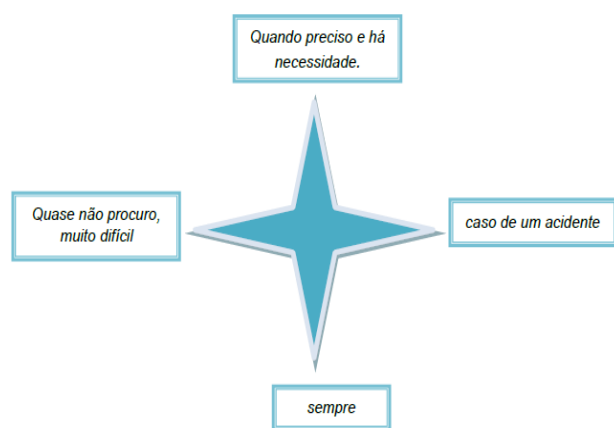 Quando preciso e há
necessidade.
Quase não procuro,
muito difícil
caso de um acidente
sempre